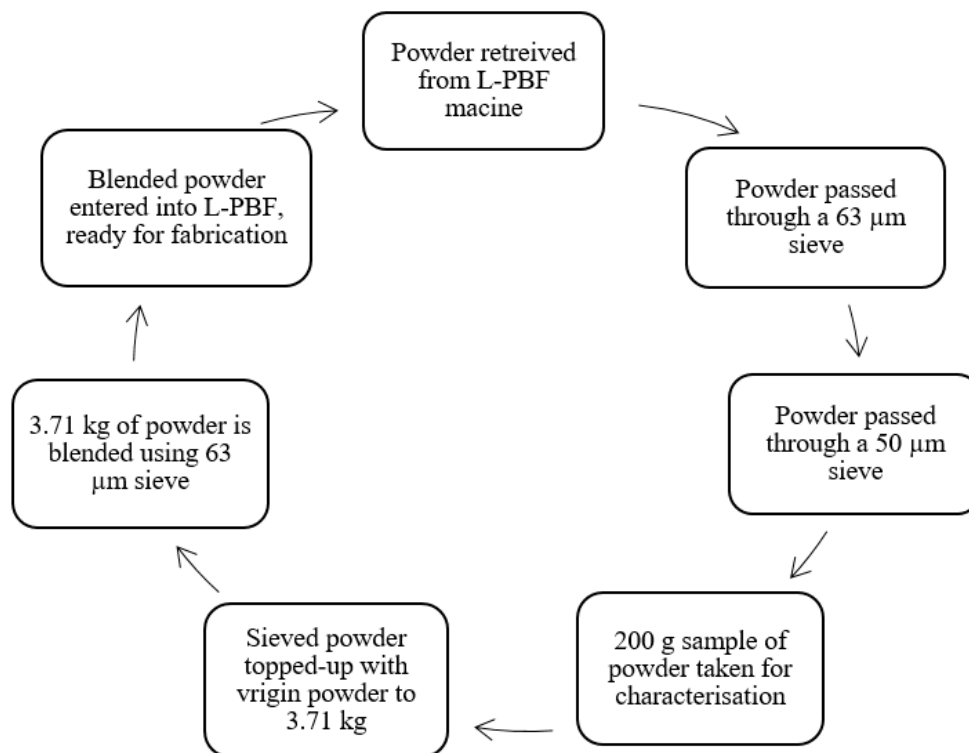 Powder retreived
from L-PBF
macine
Powder passed
through a 63 µm
sieve
Powder passed
through a 50 µm
sieve
200 g sample of
powder taken for
characterisation
Sieved powder
topped-up with
vrigin powder to
3.71 kg
3.71 kg of powder is
blended using 63
µm sieve
Blended powder
entered into L-PBF,
ready for fabrication